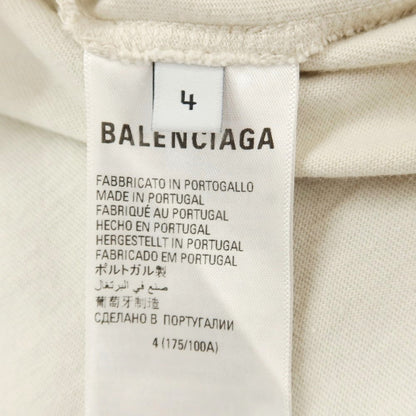 4
BALENCIAGA
FABBRICATO IN PORTOGALLO
MADE IN PORTUGAL
FABRIQUÉ AU PORTUGAL
HECHO EN PORTUGAL
HERGESTELLT IN PORTUGAL
FABRICADO EM PORTUGAL
ポルトガル製
صنع في البرتغال
葡萄牙制造
СДЕЛАНО В ПОРТУГАЛИИ
4 (175/100A)